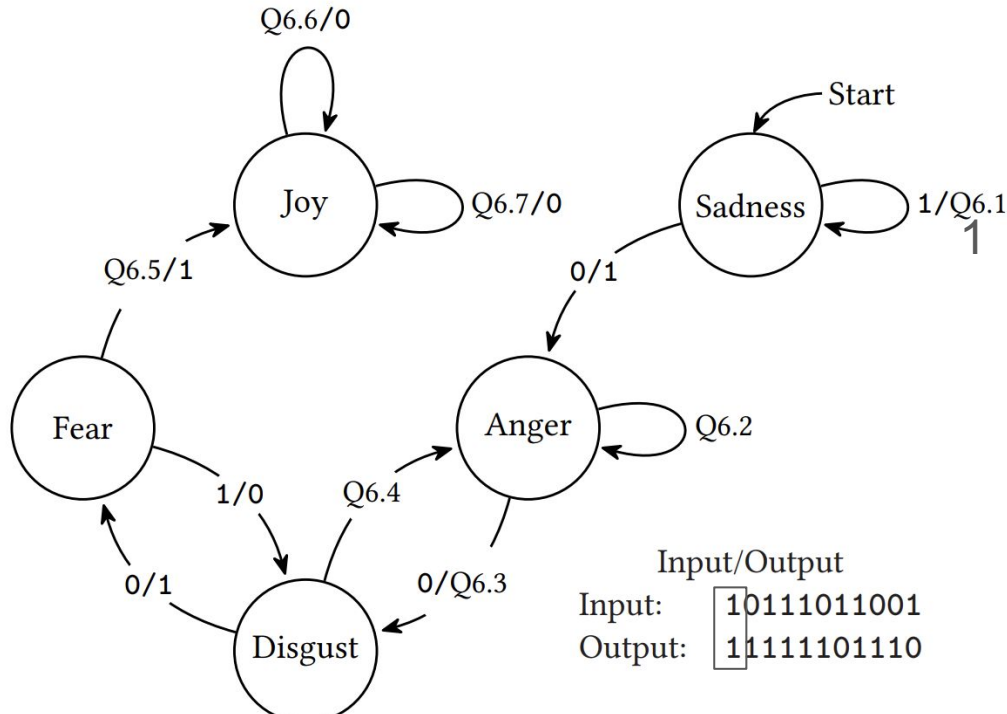 Q6.6/0
Start
Joy
Q6.7/0
Sadness
1/Q6.1
1
Q6.5/1
0/1
Fear
Anger
Q6.2
1/0
Q6.4
0/1
0/Q6.3
Disgust
Input/Output
Input: 10111011001
Output: 11111101110